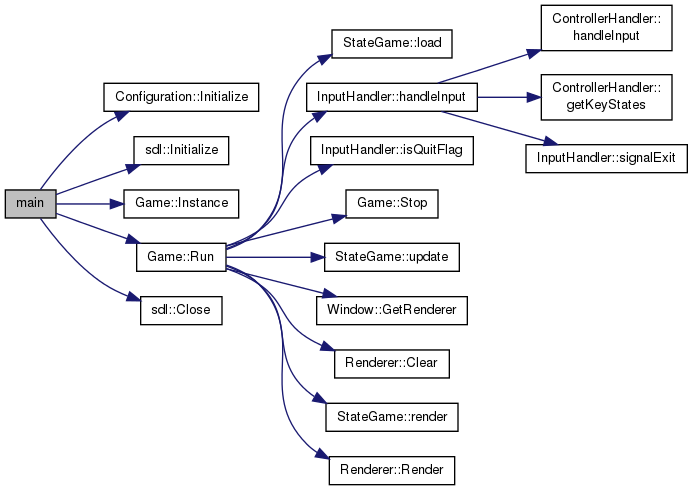 main
Configuration::Initialize
sdl::Initialize
Game::Instance
Game::Run
sdl::Close
StateGame::load
InputHandler::handleInput
InputHandler::isQuitFlag
Game::Stop
StateGame::update
Window::GetRenderer
Renderer::Clear
StateGame::render
Renderer::Render
ControllerHandler::
handleInput
ControllerHandler::
getKeyStates
InputHandler::signalExit